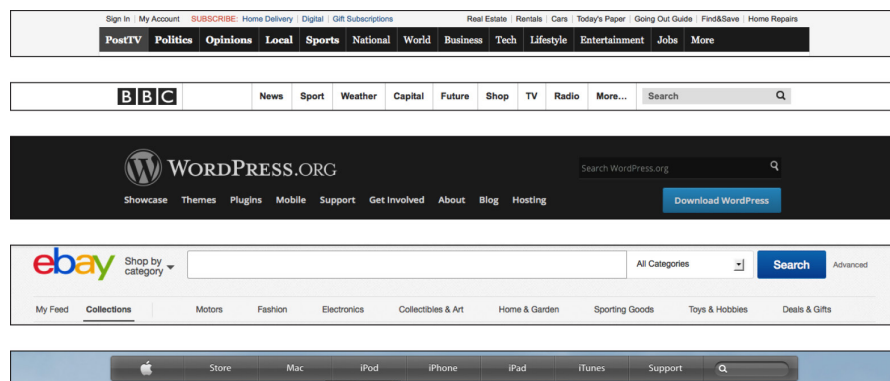 Sign In | My Account SUBSCRIBE: Home Delivery | Digital | Gift Subscriptions Real Estate | Rentals | Cars | Today's Paper | Going Out Guide | Find&Save | Home Repairs
PostTV Politics Opinions Local Sports National World Business Tech Lifestyle Entertainment Jobs More
BBC News Sport Weather Capital Future Shop TV Radio More... Search
WORDPRESS.ORG Search WordPress.org
Showcase Themes Plugins Mobile Support Get Involved About Blog Hosting Download WordPress
ebay Shop by category All Categories Search Advanced
My Feed Collections Motors Fashion Electronics Collectibles & Art Home & Garden Sporting Goods Toys & Hobbies Deals & Gifts
Store Mac iPod iPhone iPad iTunes Support